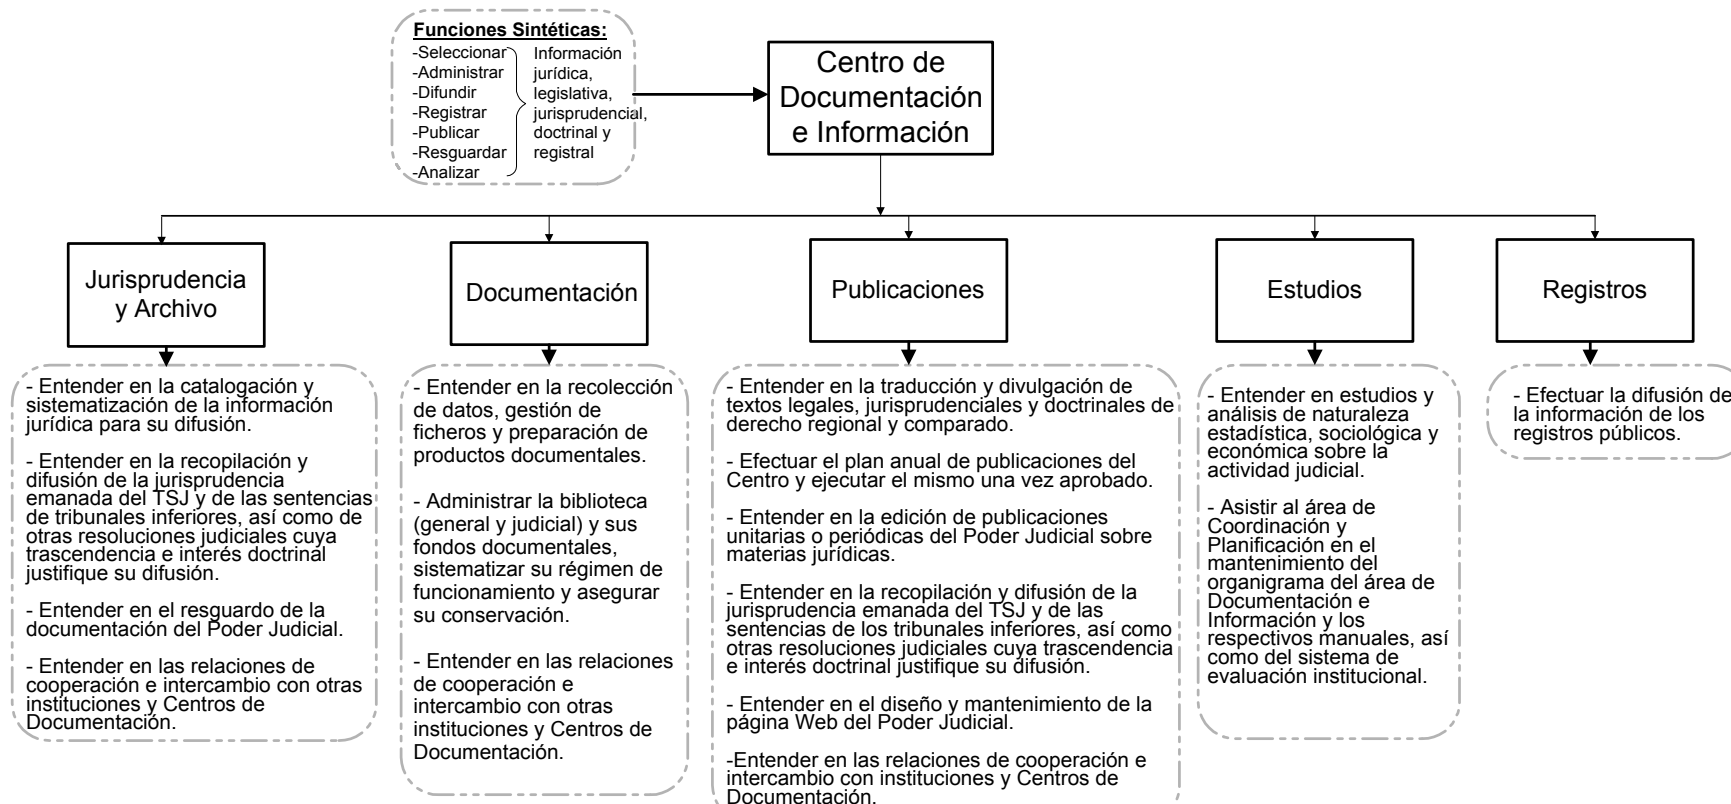 Funciones Sintéticas:
-Seleccionar
-Administrar
-Difundir
-Registrar
-Publicar
-Resguardar
-Analizar
Información
jurídica,
legislativa,
jurisprudencial,
doctrinal y
registral
Centro de
Documentación
e Información
Jurisprudencia
y Archivo
Documentación
Publicaciones
Estudios
Registros
- Entender en la catalogación y
sistematización de la información
jurídica para su difusión.
- Entender en la recopilación y
difusión de la jurisprudencia
emanada del TSJ y de las sentencias
de tribunales inferiores, así como de
otras resoluciones judiciales cuya
trascendencia e interés doctrinal
justifique su difusión.
- Entender en el resguardo de la
documentación del Poder Judicial.
- Entender en las relaciones de
cooperación e intercambio con otras
instituciones y Centros de
Documentación.
- Entender en la recolección
de datos, gestión de
ficheros y preparación de
productos documentales.
- Administrar la biblioteca
(general y judicial) y sus
fondos documentales,
sistematizar su régimen de
funcionamiento y asegurar
su conservación.
- Entender en las relaciones
de cooperación e
intercambio con otras
instituciones y Centros de
Documentación.
- Entender en la traducción y divulgación de
textos legales, jurisprudenciales y doctrinales de
derecho regional y comparado.
- Efectuar el plan anual de publicaciones del
Centro y ejecutar el mismo una vez aprobado.
- Entender en la edición de publicaciones
unitarias o periódicas del Poder Judicial sobre
materias jurídicas.
- Entender en la recopilación y difusión de la
jurisprudencia emanada del TSJ y de las
sentencias de los tribunales inferiores, así como
otras resoluciones judiciales cuya trascendencia
e interés doctrinal justifique su difusión.
- Entender en el diseño y mantenimiento de la
página Web del Poder Judicial.
-Entender en las relaciones de cooperación e
intercambio con instituciones y Centros de
Documentación.
- Entender en estudios y
análisis de naturaleza
estadística, sociológica y
económica sobre la
actividad judicial.
- Asistir al área de
Coordinación y
Planificación en el
mantenimiento del
organigrama del área de
Documentación e
Información y los
respectivos manuales, así
como del sistema de
evaluación institucional.
- Efectuar la difusión de
la información de los
registros públicos.